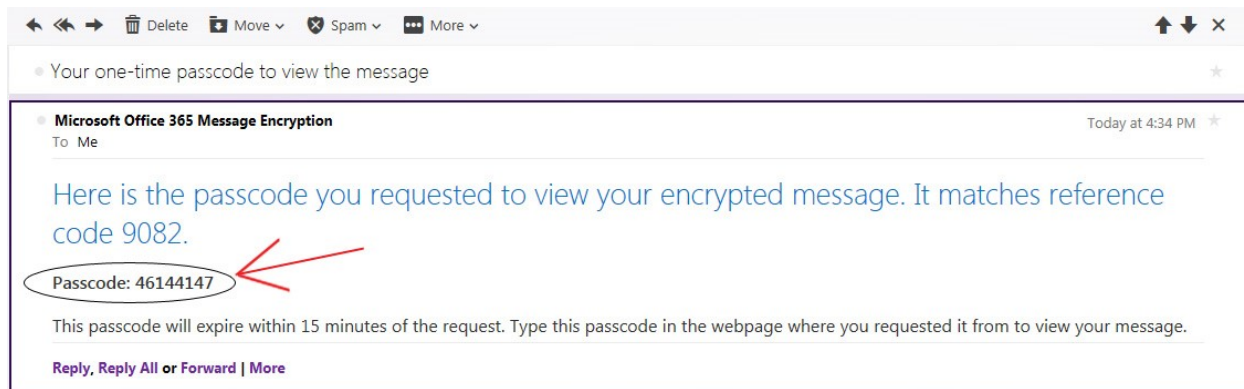 Delete Move Spam More
Your one-time passcode to view the message
Microsoft Office 365 Message Encryption Today at 4:34 PM
To Me
Here is the passcode you requested to view your encrypted message. It matches reference
code 9082.
Passcode: 46144147
This passcode will expire within 15 minutes of the request. Type this passcode in the webpage where you requested it from to view your message.
Reply, Reply All or Forward | More